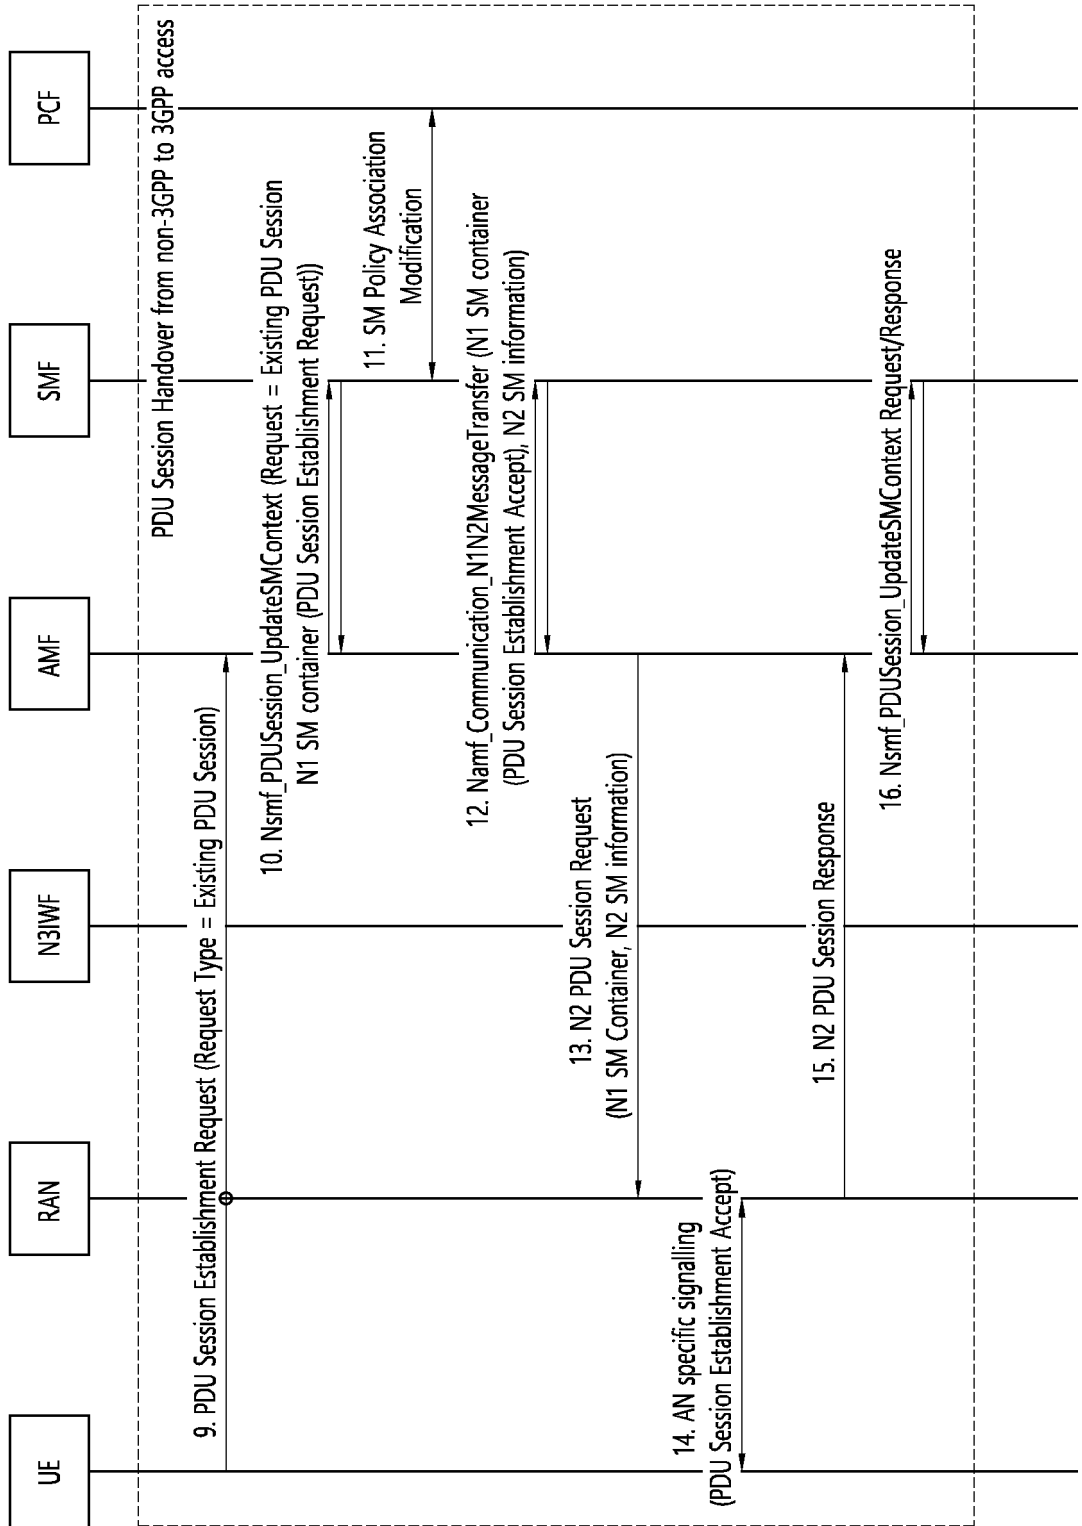 UE
RAN
N3IWF
AMF
SMF
PCF
PDU Session Handover from non-3GPP to 3GPP access
9. PDU Session Establishment Request (Request Type = Existing PDU Session)
10. Nsmf_PDUSession_UpdateSMContext (Request = Existing PDU Session
N1 SM container (PDU Session Establishment Request))
11. SM Policy Association
Modification
12. Namf_Communication_N1N2MessageTransfer (N1 SM container
(PDU Session Establishment Accept), N2 SM information)
13. N2 PDU Session Request
(N1 SM Container, N2 SM information)
14. AN specific signalling
(PDU Session Establishment Accept)
15. N2 PDU Session Response
16. Nsmf_PDUSession_UpdateSMContext Request/Response